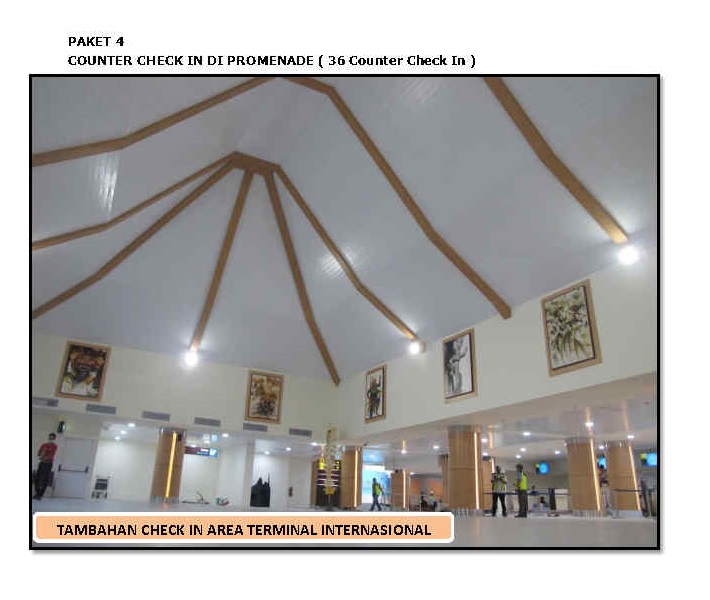 PAKET 4
COUNTER CHECK IN DI PROMENADE ( 36 Counter Check In )
TAMBAHAN CHECK IN AREA TERMINAL INTERNASIONAL